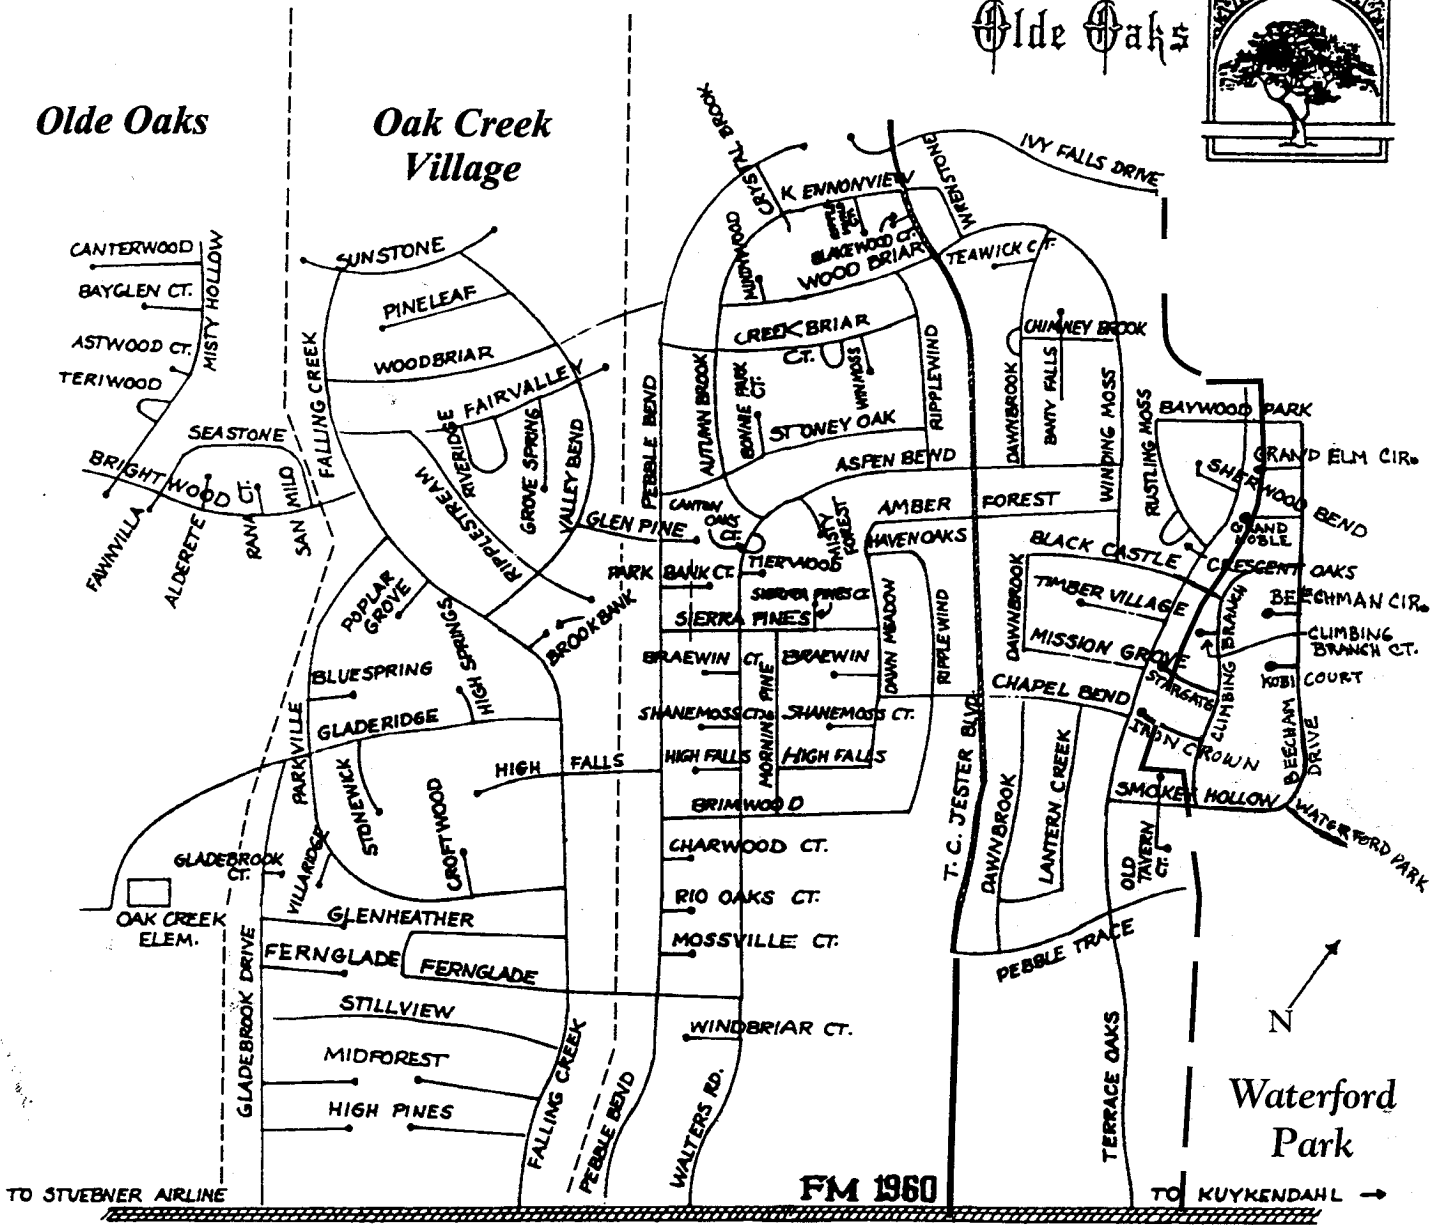 Olde Oaks
Olde Oaks
Oak Creek
Village
CRYSTAL BROOK
KENNONVIEW
WRENSTONE
IVY FALLS DRIVE
CANTERWOOD
MISTY HOLLOW
BAYGLEN CT.
ASTWOOD CT.
TERIWOOD
SUNSTONE
PINELEAF
WOODBRIAR
FAIRVALLEY
FALLING CREEK
SEASTONE
BRIGHTWOOD
FAWNVILLA
ALDERETE
RANA CT.
SAN MILO
RIVERIDGE
GROVE SPRING
VALLEY BEND
RIPPLESTREAM
GLEN PINE
MINDYWOOD
BLAKEWOOD CT.
WOOD BRIAR
TEAWICK CT.
CREEKBRIAR
CT.
WINMOSS
BONNIE PARK
CT.
AUTUMN BROOK
PEBBLE BEND
STONEY OAK
RIPPLEWIND
ASPEN BEND
CHIMNEY BROOK
DAWNBROOK
BANTY FALLS
WINDING MOSS
RUSTLING MOSS
BAYWOOD PARK
GRAND ELM CIR.
SHERWOOD
BEND
GRAND
NOBLE
CRESCENT OAKS
BEECHMAN CIR.
CLIMBING
BRANCH CT.
KOBI COURT
CANTON
OAKS
CT.
MISTY
FOREST
AMBER FOREST
HAVENOAKS
BLACK CASTLE
TIMBER VILLAGE
MISSION GROVE
STARGATE
CLIMBING BRANCH
IRON CROWN
DAWNBROOK
PARK BANK CT.
TIERWOOD
SIERRA PINES CT.
SIERRA PINES
BRAEWIN CT.
BRAEWIN
DAWN MEADOW
RIPPLEWIND
MORNING PINE
SHANEMOSS CT.
SHANEMOSS CT.
HIGH FALLS
HIGH FALLS
BRIMWOOD
CHAPEL BEND
POPLAR
GROVE
HIGH SPRINGS
BROOKBANK
BLUESPRING
GLADERIDGE
PARKVILLE
STONEWICK
CROFTWOOD
HIGH FALLS
VILLARIDGE
GLADEBROOK
CT.
OAK CREEK
ELEM.
GLENHEATHER
FERNGLADE
FERNGLADE
STILLVIEW
MIDFOREST
HIGH PINES
GLADEBROOK DRIVE
FALLING CREEK
PEBBLE BEND
WALTERS RD.
CHARWOOD CT.
RIO OAKS CT.
MOSSVILLE CT.
WINDBRIAR CT.
T. C. JESTER BLVD.
DAWNBROOK
LANTERN CREEK
SMOKEY HOLLOW
OLD
TAVERN
CT.
BEECHAM
DRIVE
WATERFORD PARK
PEBBLE TRACE
TERRACE OAKS
N
Waterford
Park
TO STUEBNER AIRLINE
FM 1960
TO KUYKENDAHL →